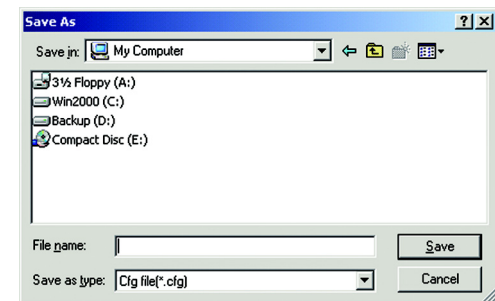 Save As
Save in: My Computer
3½ Floppy (A:)
Win2000 (C:)
Backup (D:)
Compact Disc (E:)
File name: Save
Save as type: Cfg file(*.cfg) Cancel